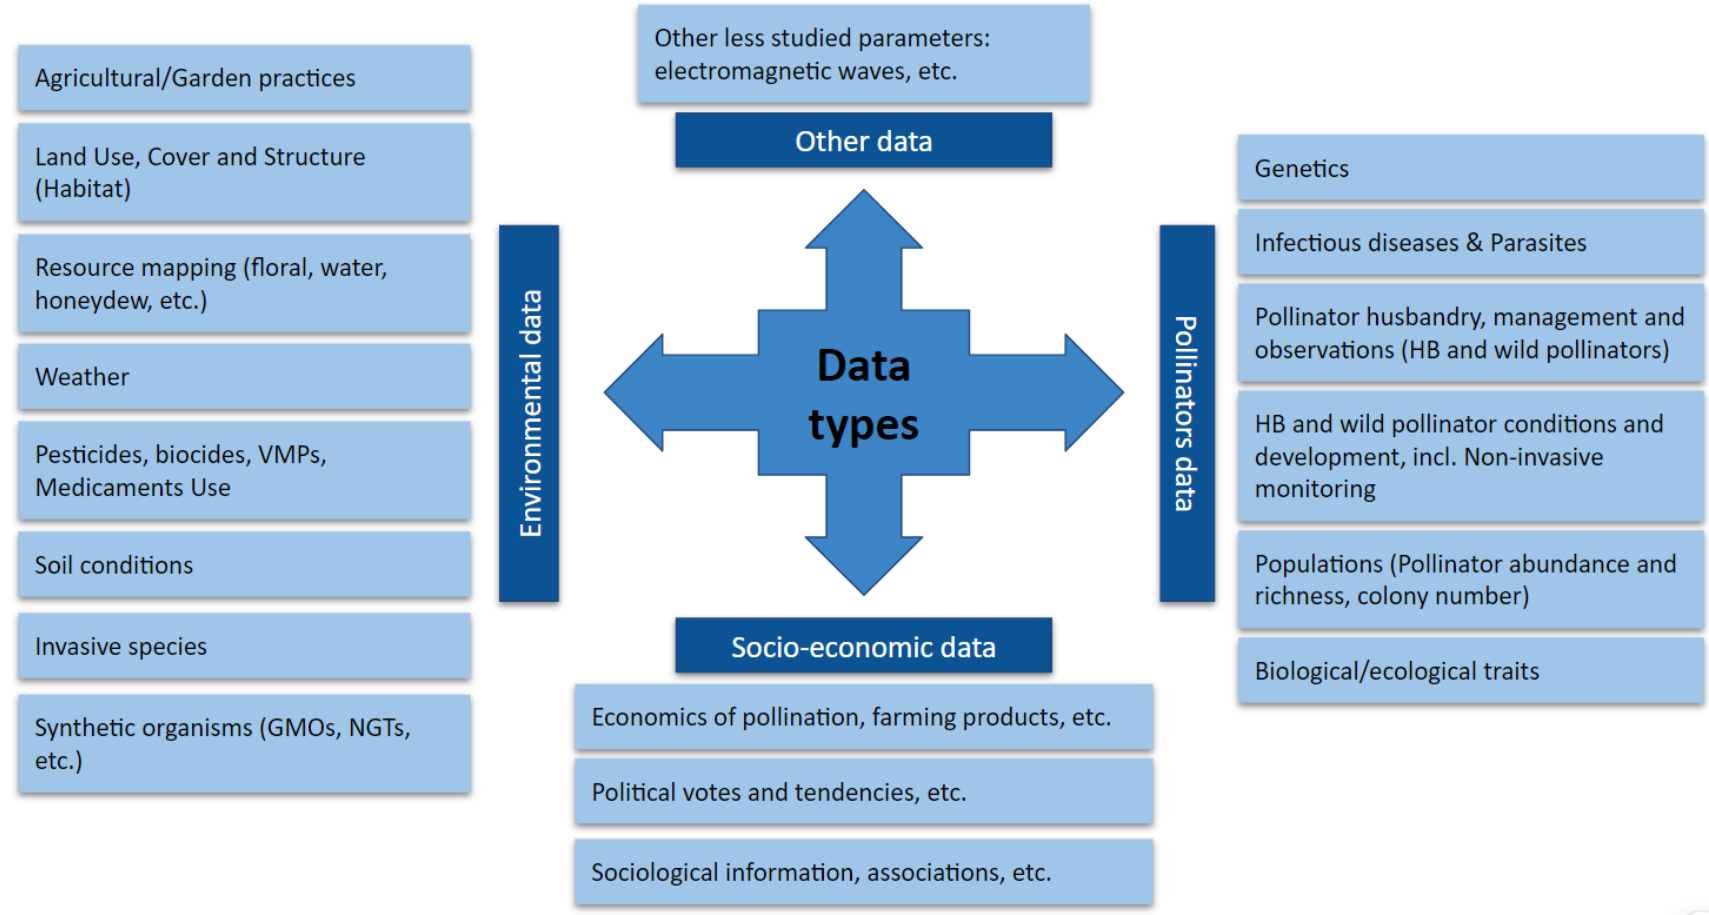 Other less studied parameters:
electromagnetic waves, etc.
Other data
Agricultural/Garden practices
Land Use, Cover and Structure
(Habitat)
Resource mapping (floral, water,
honeydew, etc.)
Weather
Pesticides, biocides, VMPs,
Medicaments Use
Soil conditions
Invasive species
Synthetic organisms (GMOs, NGTs,
etc.)
Environmental data
Data
types
Pollinators data
Genetics
Infectious diseases & Parasites
Pollinator husbandry, management and
observations (HB and wild pollinators)
HB and wild pollinator conditions and
development, incl. Non-invasive
monitoring
Populations (Pollinator abundance and
richness, colony number)
Biological/ecological traits
Socio-economic data
Economics of pollination, farming products, etc.
Political votes and tendencies, etc.
Sociological information, associations, etc.